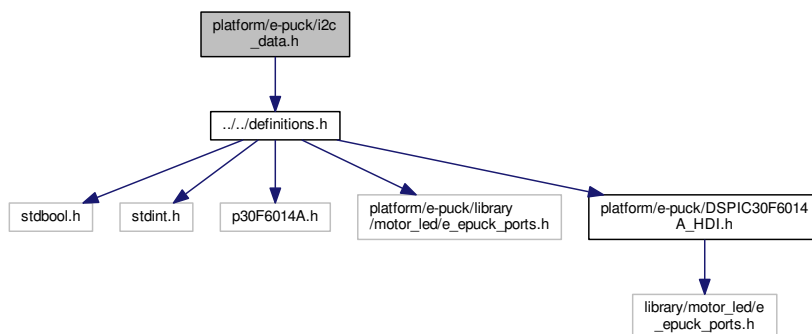 platform/e-puck/i2c
_data.h
../../definitions.h
stdbool.h
stdint.h
p30F6014A.h
platform/e-puck/library
/motor_led/e_epuck_ports.h
platform/e-puck/DSPIC30F6014
A_HDI.h
library/motor_led/e
_epuck_ports.h